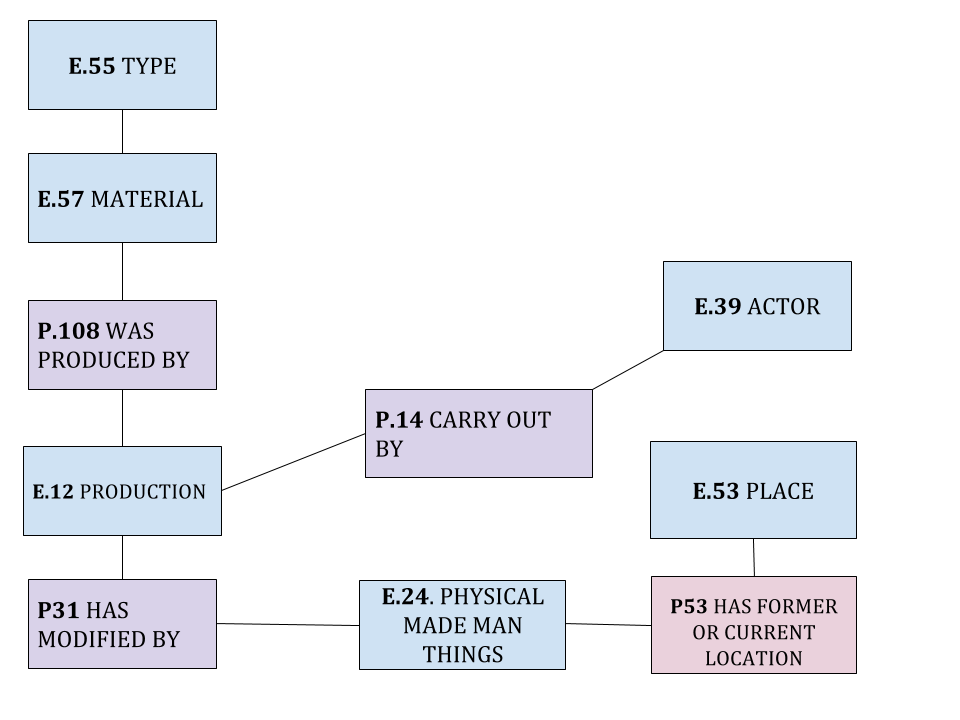 E.55 TYPE
E.57 MATERIAL
P.108 WAS
PRODUCED BY
E.39 ACTOR
P.14 CARRY OUT
BY
E.12 PRODUCTION
E.53 PLACE
P31 HAS
MODIFIED BY
E.24. PHYSICAL
MADE MAN
THINGS
P53 HAS FORMER
OR CURRENT
LOCATION